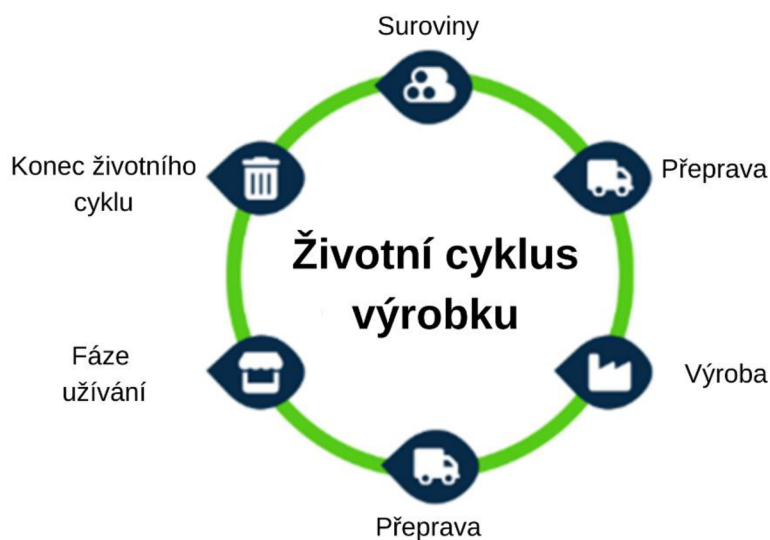 Suroviny
Přeprava
Výroba
Přeprava
Fáze
užívání
Konec životního
cyklu
Životní cyklus
výrobku